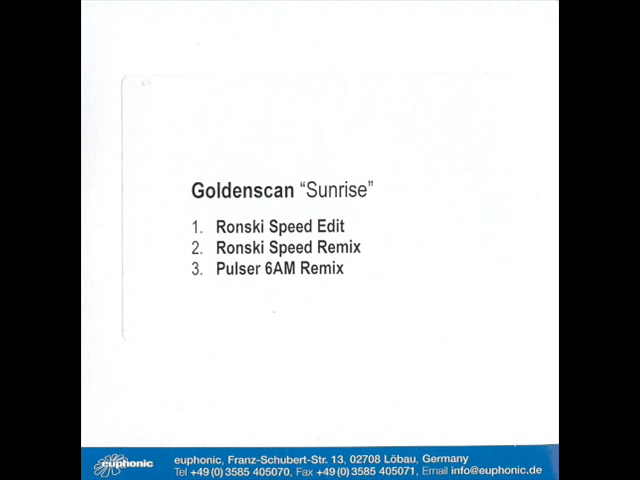 Goldenscan “Sunrise”
1. Ronski Speed Edit
2. Ronski Speed Remix
3. Pulser 6AM Remix
euphonic
euphonic, Franz-Schubert-Str. 13, 02708 Löbau, Germany
Tel +49 (0) 3585 405070, Fax +49 (0) 3585 405071, Email info@euphonic.de